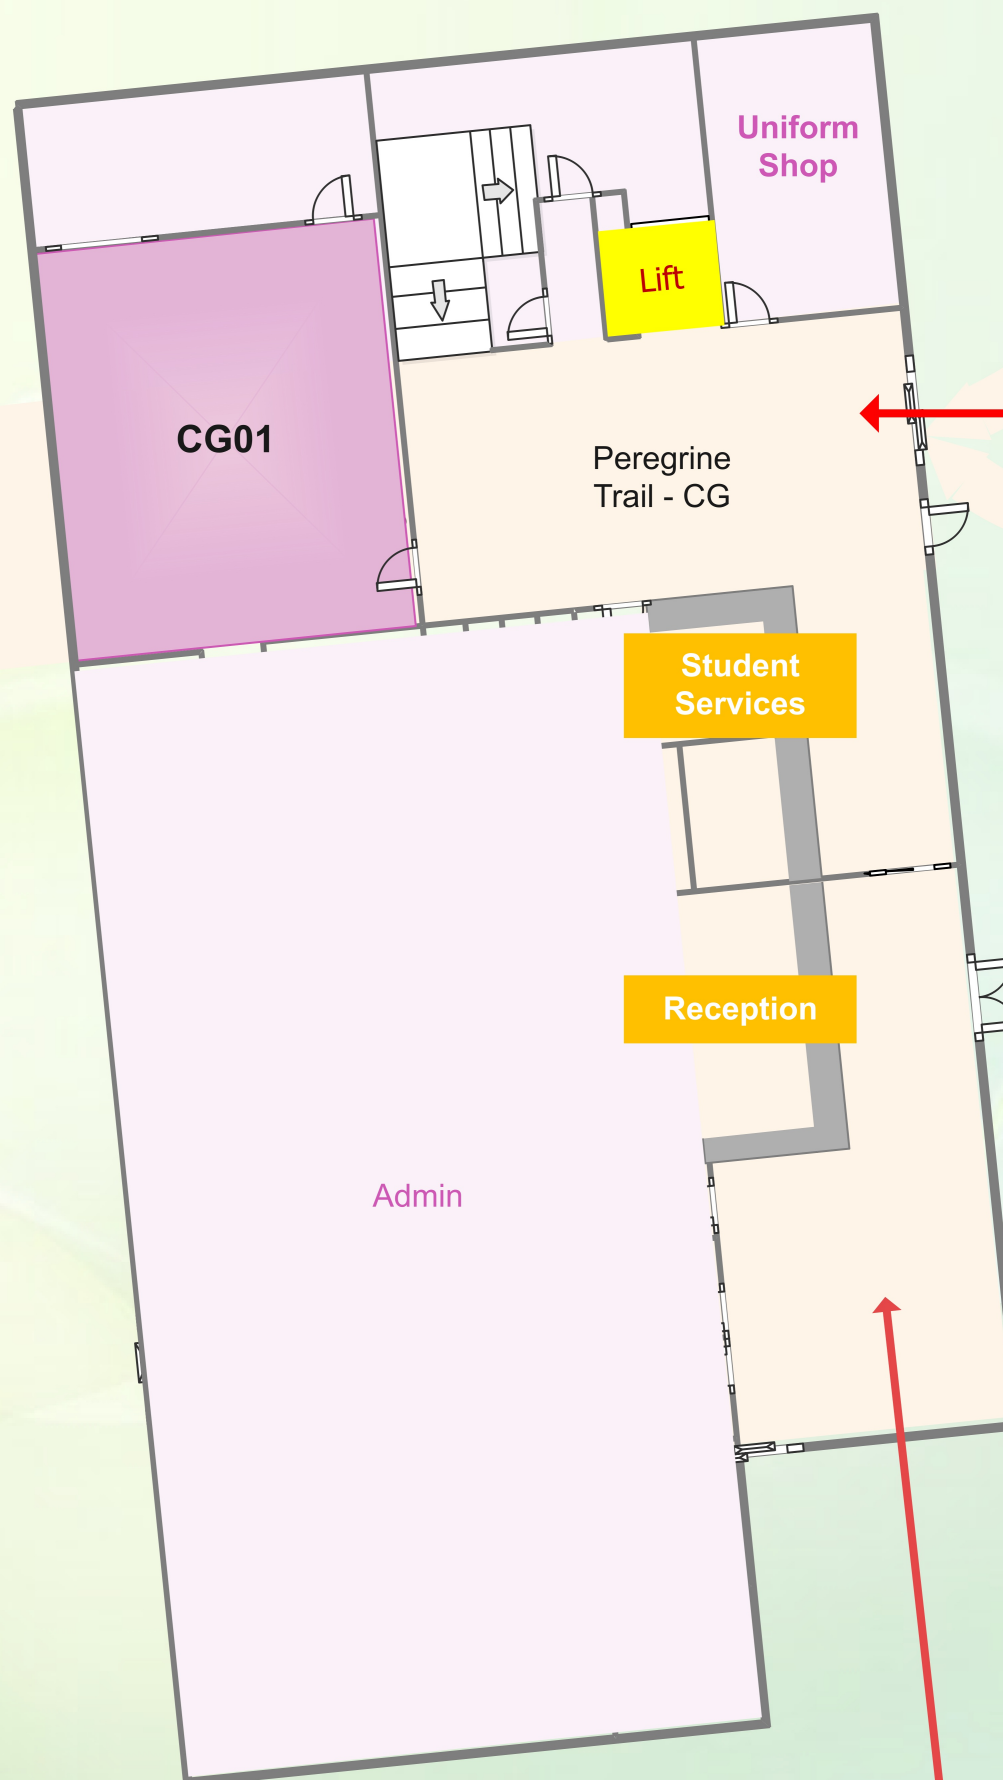 Uniform
Shop
Lift
CG01
Peregrine
Trail - CG
Student
Services
Reception
Admin